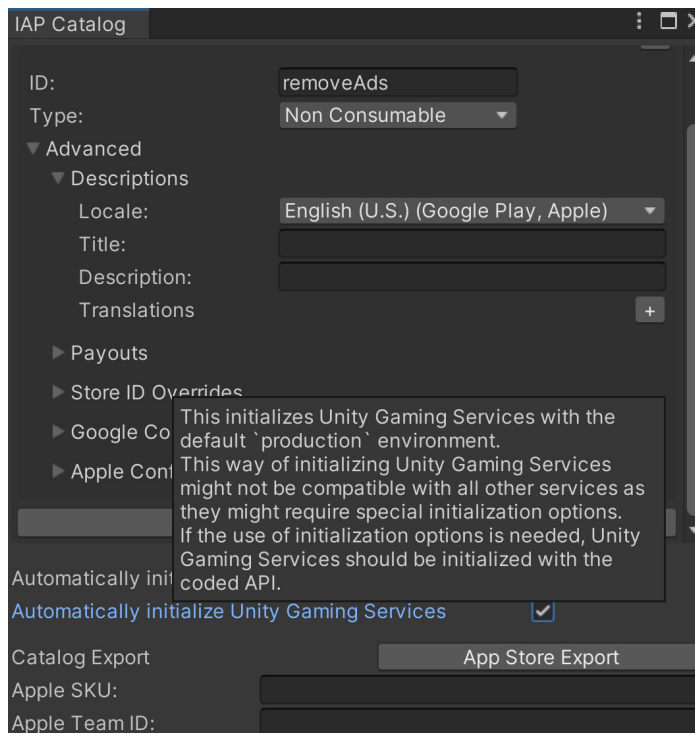 IAP Catalog
ID: removeAds
Type: Non Consumable
Advanced
Descriptions
Locale: English (U.S.) (Google Play, Apple)
Title:
Description:
Translations +
Payouts
Store ID Overrides
Google Co
Apple Conf
This initializes Unity Gaming Services with the
default `production` environment.
This way of initializing Unity Gaming Services
might not be compatible with all other services as
they might require special initialization options.
If the use of initialization options is needed, Unity
Gaming Services should be initialized with the
coded API.
Automatically init
Automatically initialize Unity Gaming Services
Catalog Export App Store Export
Apple SKU:
Apple Team ID: